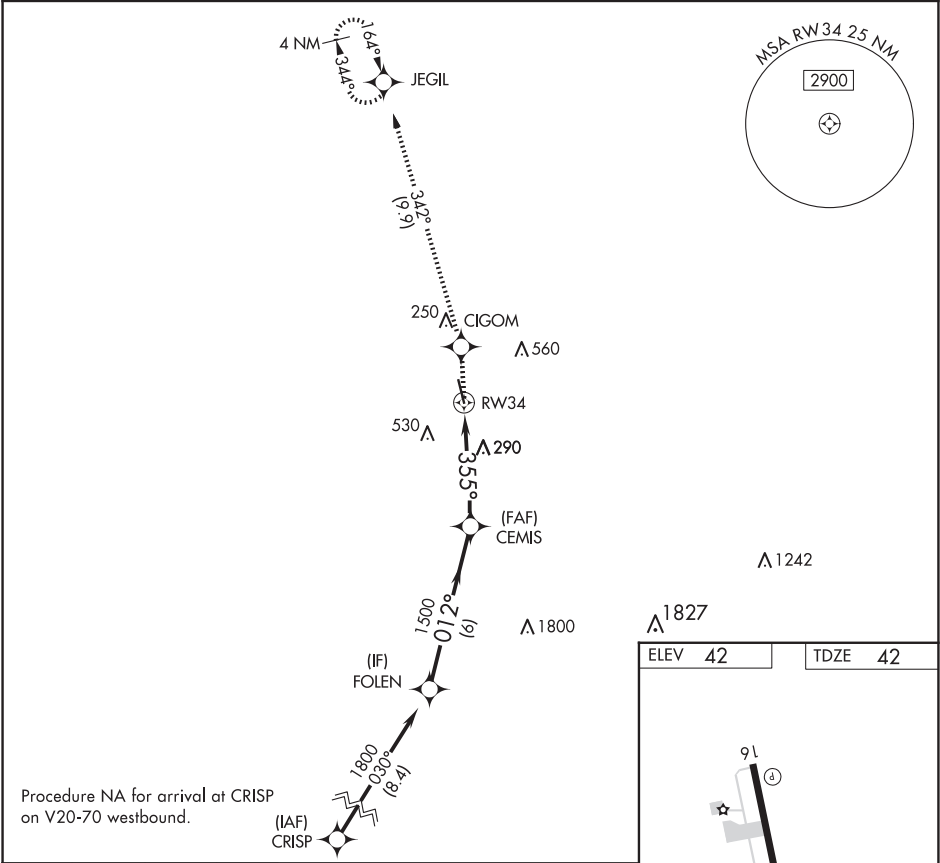 MSA RW34 25 NM
2900
4 NM
164°
344°
JEGIL
342°
(9.9)
250
CIGOM
560
RW34
530
290
355°
(FAF)
CEMIS
1242
1500
012°
(6)
1800
1827
(IF)
FOLEN
ELEV 42
TDZE 42
1800
030°
(8.4)
16
P
Procedure NA for arrival at CRISP
on V20-70 westbound.
(IAF)
CRISP